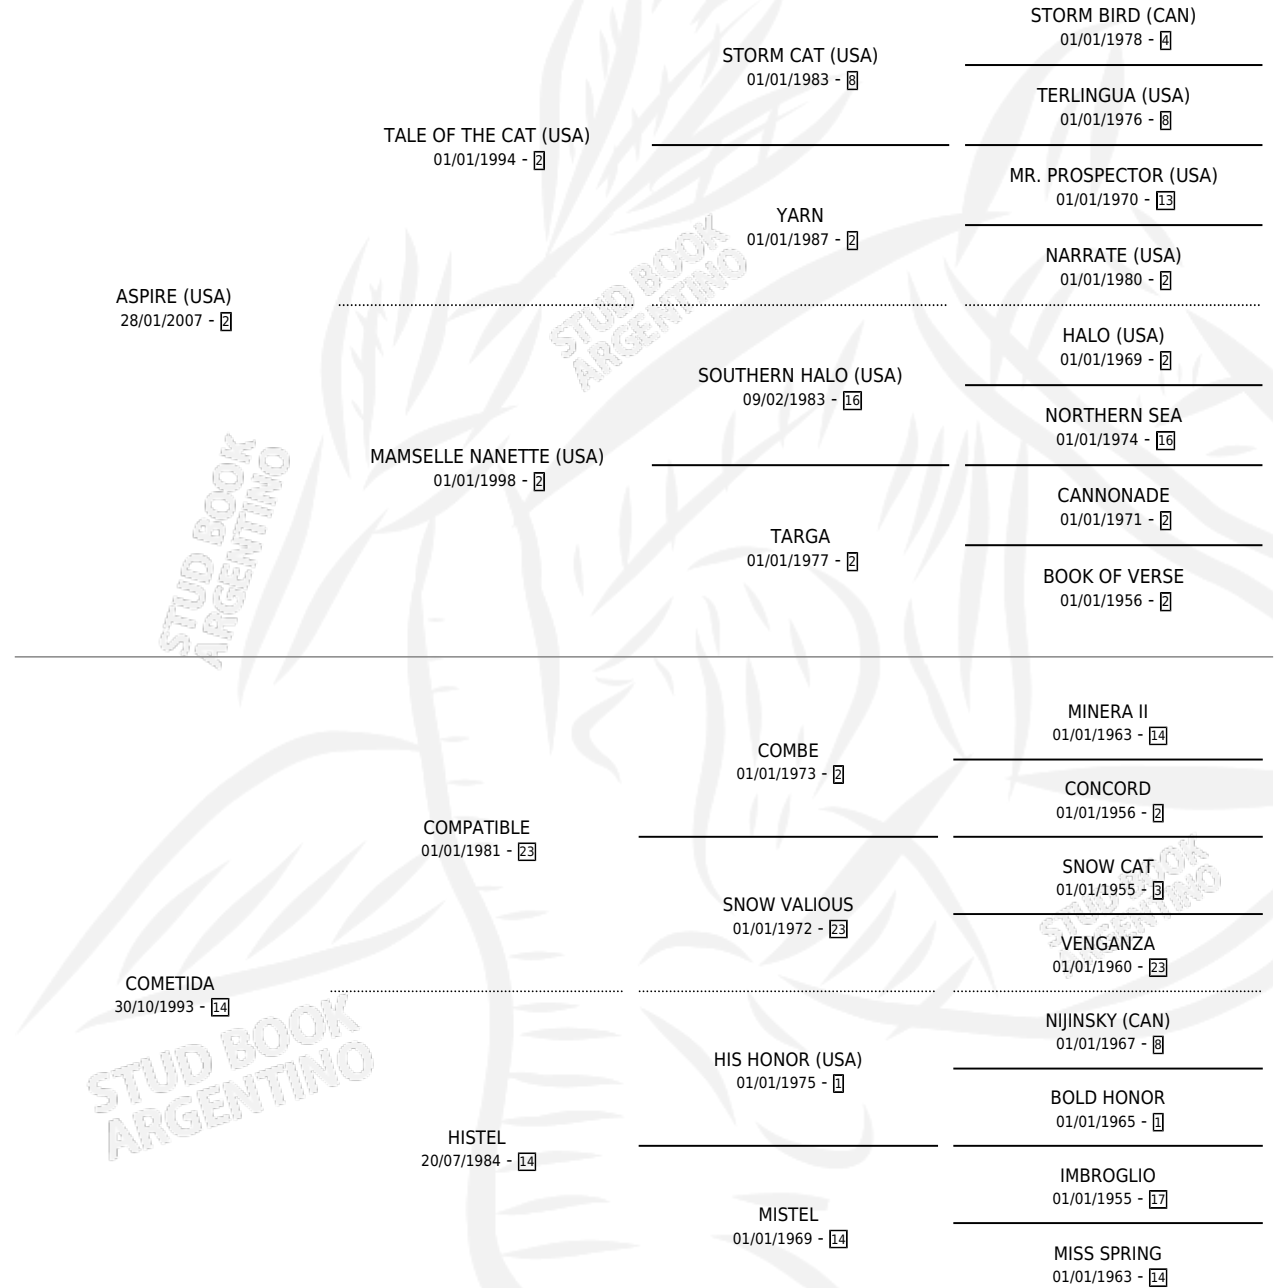 STORM BIRD (CAN)
01/01/1978 - 4
STORM CAT (USA)
01/01/1983 - 8
TERLINGUA (USA)
01/01/1976 - 8
TALE OF THE CAT (USA)
01/01/1994 - 2
MR. PROSPECTOR (USA)
01/01/1970 - 13
YARN
01/01/1987 - 2
NARRATE (USA)
01/01/1980 - 2
ASPIRE (USA)
28/01/2007 - 2
HALO (USA)
01/01/1969 - 2
SOUTHERN HALO (USA)
09/02/1983 - 16
NORTHERN SEA
01/01/1974 - 16
MAMSELLE NANETTE (USA)
01/01/1998 - 2
CANNONADE
01/01/1971 - 2
TARGA
01/01/1977 - 2
BOOK OF VERSE
01/01/1956 - 2
STUD BOOK
ARGENTINO
STUD BOOK
ARGENTINO
MINERA II
01/01/1963 - 14
COMBE
01/01/1973 - 2
CONCORD
01/01/1956 - 2
COMPATIBLE
01/01/1981 - 23
SNOW CAT
01/01/1955 - 3
SNOW VALIOUS
01/01/1972 - 23
VENGANZA
01/01/1960 - 23
STUD BOOK
ARGENTINO
COMETIDA
30/10/1993 - 14
NIJINSKY (CAN)
01/01/1967 - 8
HIS HONOR (USA)
01/01/1975 - 1
BOLD HONOR
01/01/1965 - 1
STUD BOOK
ARGENTINO
HISTEL
20/07/1984 - 14
IMBROGLIO
01/01/1955 - 17
MISTEL
01/01/1969 - 14
MISS SPRING
01/01/1963 - 14